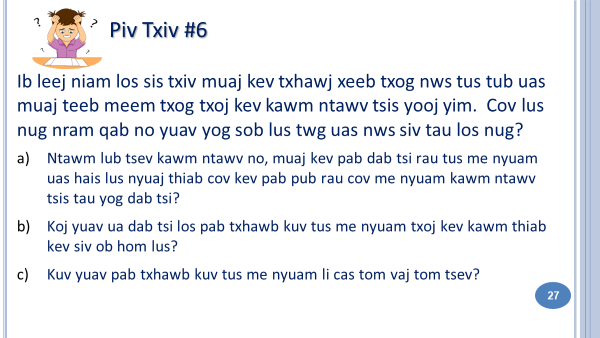 ? ?
?
Piv Txiv #6
Ib leej niam los sis txiv muaj kev txhawj xeeb txog nws tus tub uas
muaj teeb meem txog txoj kev kawm ntawv tsis yooj yim. Cov lus
nug nram qab no yuav yog sob lus twg uas nws siv tau los nug?
a) Ntawm lub tsev kawm ntawv no, muaj kev pab dab tsi rau tus me nyuam
uas hais lus nyuaj thiab cov kev pab pub rau cov me nyuam kawm ntawv
tsis tau yog dab tsi?
b) Koj yuav ua dab tsi los pab txhawb kuv tus me nyuam txoj kev kawm thiab
kev siv ob hom lus?
c) Kuv yuav pab txhawb kuv tus me nyuam li cas tom vaj tom tsev?
27